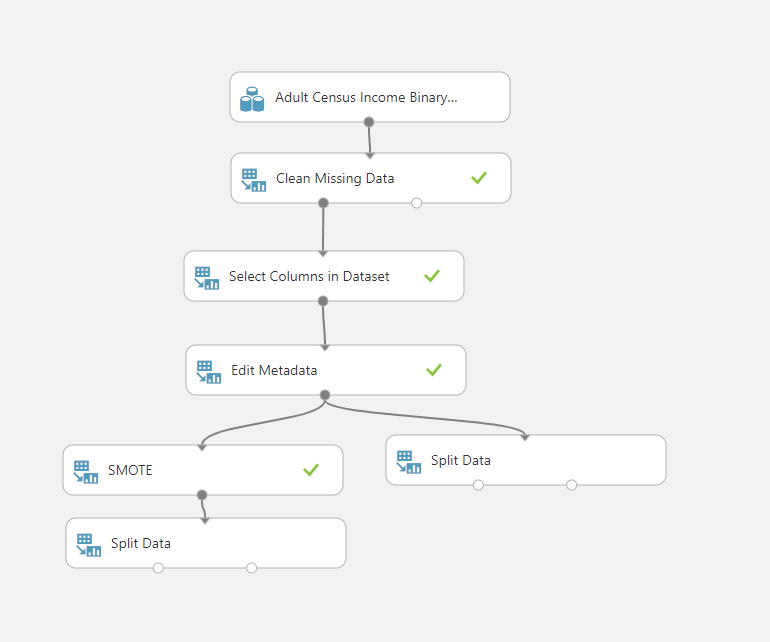 Adult Census Income Binary...
Clean Missing Data
Select Columns in Dataset
Edit Metadata
SMOTE
Split Data
Split Data